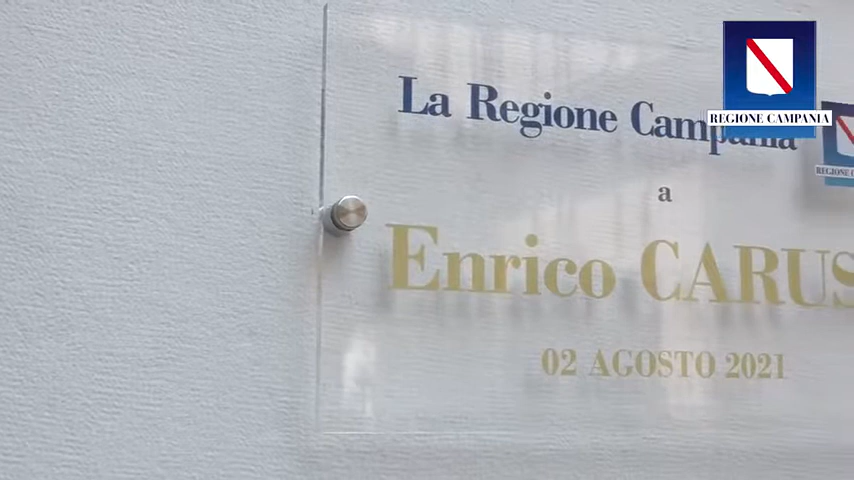 La Regione Campania
REGIONE CAMPANIA
a
Enrico CARUS
02 AGOSTO 2021